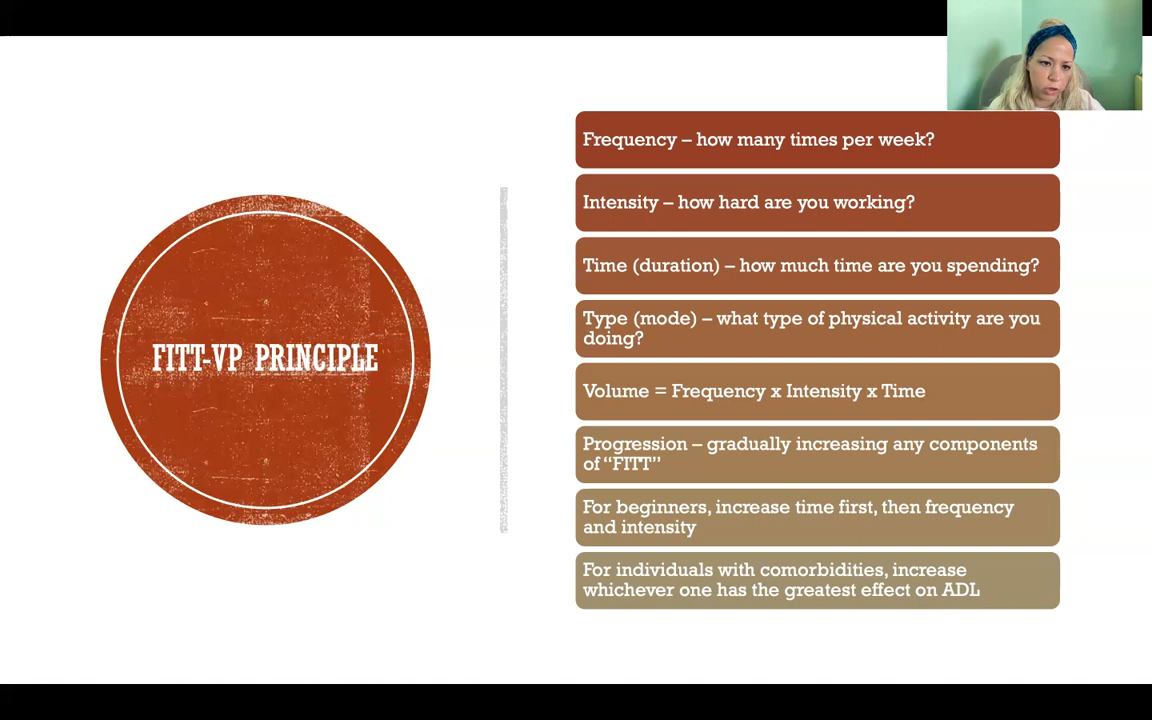 FITT-VP PRINCIPLE
Frequency – how many times per week?
Intensity – how hard are you working?
Time (duration) – how much time are you spending?
Type (mode) – what type of physical activity are you
doing?
Volume = Frequency x Intensity x Time
Progression – gradually increasing any components
of “FITT”
For beginners, increase time first, then frequency
and intensity
For individuals with comorbidities, increase
whichever one has the greatest effect on ADL